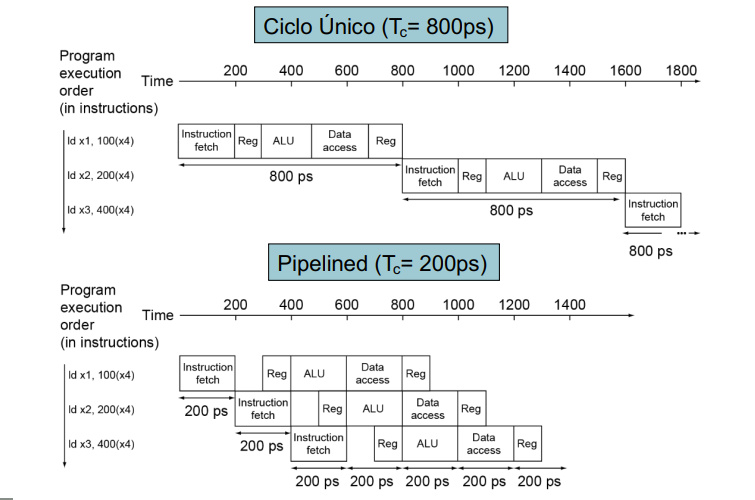 Ciclo Único (Tc= 800ps)
Program
execution
order
(in instructions)
Time
200 400 600 800 1000 1200 1400 1600 1800
ld x1, 100(x4)
Instruction
fetch
Reg
ALU
Data
access
Reg
800 ps
ld x2, 200(x4)
Instruction
fetch
Reg
ALU
Data
access
Reg
800 ps
ld x3, 400(x4)
Instruction
fetch
...
800 ps
Pipelined (Tc= 200ps)
Program
execution
order
(in instructions)
Time
200 400 600 800 1000 1200 1400
ld x1, 100(x4)
Instruction
fetch
Reg
ALU
Data
access
Reg
200 ps
ld x2, 200(x4)
Instruction
fetch
Reg
ALU
Data
access
Reg
200 ps
ld x3, 400(x4)
Instruction
fetch
Reg
ALU
Data
access
Reg
200 ps 200 ps 200 ps 200 ps 200 ps